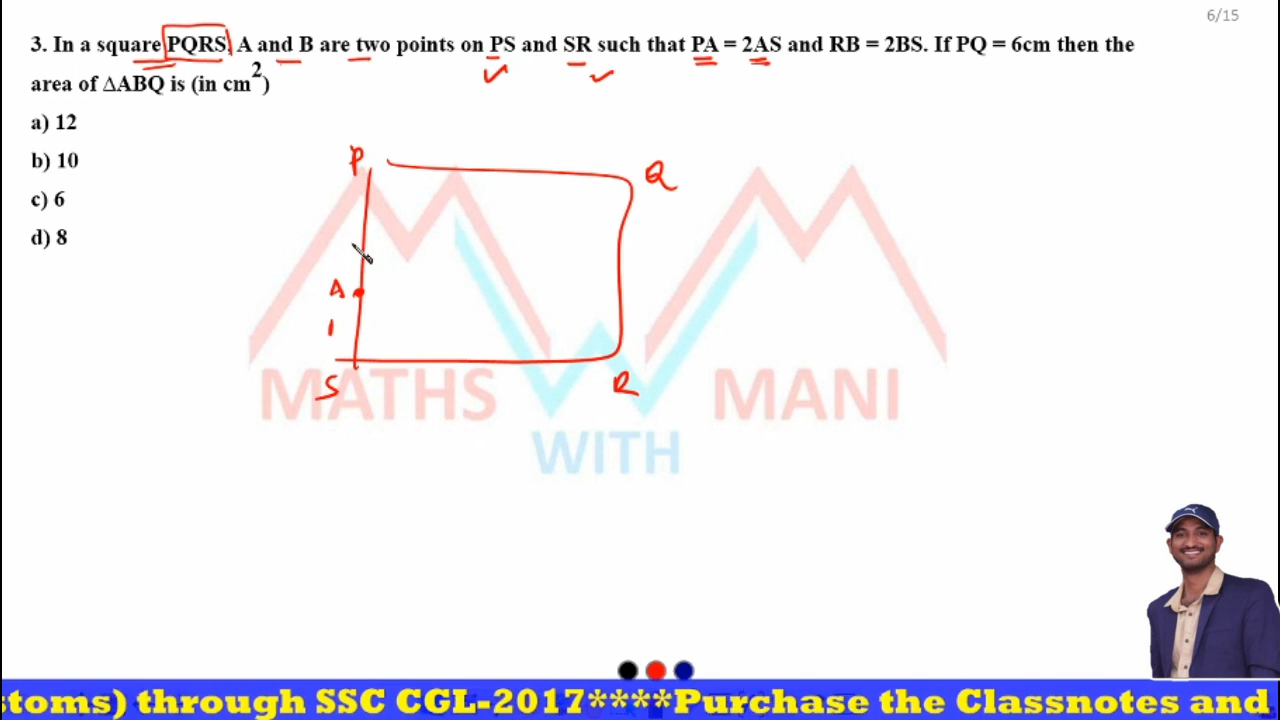 6/15
3. In a square PQRS, A and B are two points on PS and SR such that PA = 2AS and RB = 2BS. If PQ = 6cm then the
area of ∆ABQ is (in cm²)
a) 12
b) 10
c) 6
d) 8
P
Q
A
1
S
R
MATHS
MANI
WITH
stoms) through SSC CGL-2017****Purchase the Classnotes and